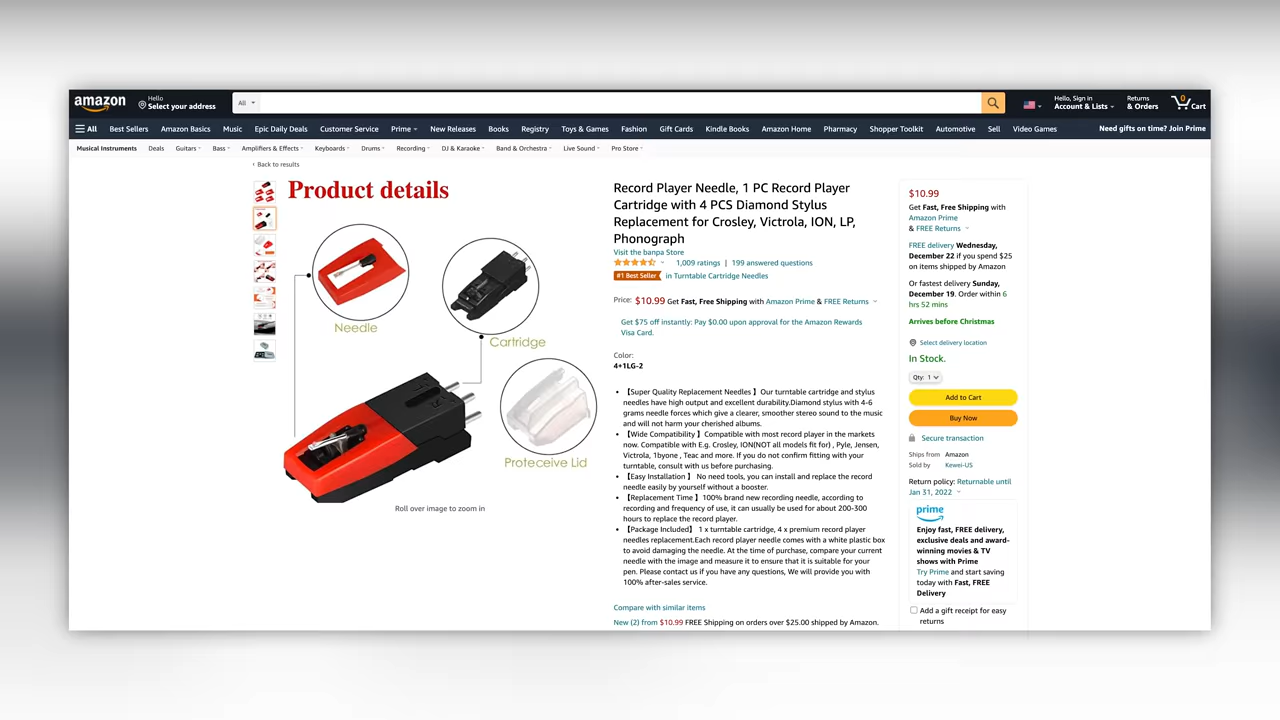 amazon
Hello
Select your address
All
0
Hello, Sign in
Account & Lists
Returns
& Orders
Cart
All Best Sellers Amazon Basics Music Epic Daily Deals Customer Service Prime New Releases Books Registry Toys & Games Fashion Gift Cards Kindle Books Amazon Home Pharmacy Shopper Toolkit Automotive Sell Video Games Need gifts on time? Join Prime
Musical Instruments Deals Guitars Bass Amplifiers & Effects Keyboards Drums Recording DJ & Karaoke Band & Orchestra Live Sound Pro Store
‹ Back to results
Product details
Needle
Cartridge
Proteceive Lid
Roll over image to zoom in
Record Player Needle, 1 PC Record Player
Cartridge with 4 PCS Diamond Stylus
Replacement for Crosley, Victrola, ION, LP,
Phonograph
Visit the banpa Store
1,009 ratings | 199 answered questions
#1 Best Seller in Turntable Cartridge Needles
Price: $10.99 Get Fast, Free Shipping with Amazon Prime & FREE Returns
Get $75 off instantly: Pay $0.00 upon approval for the Amazon Rewards
Visa Card.
Color:
4+1LG-2
• 【Super Quality Replacement Needles 】Our turntable cartridge and stylus
needles have high output and excellent durability.Diamond stylus with 4-6
grams needle forces which give a clearer, smoother stereo sound to the music
and will not harm your cherished albums.
• 【Wide Compatibility 】Compatible with most record player in the markets
now. Compatible with E.g. Crosley, ION(NOT all models fit for) , Pyle, Jensen,
Victrola, 1byone , Teac and more. If you do not confirm fitting with your
turntable, consult with us before purchasing.
• 【Easy Installation 】 No need tools, you can install and replace the record
needle easily by yourself without a booster.
• 【Replacement Time 】100% brand new recording needle, according to
recording and frequency of use, it can usually be used for about 200-300
hours to replace the record player.
• 【Package Included】 1 x turntable cartridge, 4 x premium record player
needles replacement.Each record player needle comes with a white plastic box
to avoid damaging the needle. At the time of purchase, compare your current
needle with the image and measure it to ensure that it is suitable for your
pen. Please contact us if you have any questions, We will provide you with
100% after-sales service.
Compare with similar items
New (2) from $10.99 FREE Shipping on orders over $25.00 shipped by Amazon.
$10.99
Get Fast, Free Shipping with
Amazon Prime
& FREE Returns
FREE delivery Wednesday,
December 22 if you spend $25
on items shipped by Amazon
Or fastest delivery Sunday,
December 19. Order within 6
hrs 52 mins
Arrives before Christmas
Select delivery location
In Stock.
Qty: 1
Add to Cart
Buy Now
Secure transaction
Ships from Amazon
Sold by Kewei-US
Return policy: Returnable until
Jan 31, 2022
prime
Enjoy fast, FREE delivery,
exclusive deals and award-
winning movies & TV
shows with Prime
Try Prime and start saving
today with Fast, FREE
Delivery
Add a gift receipt for easy
returns